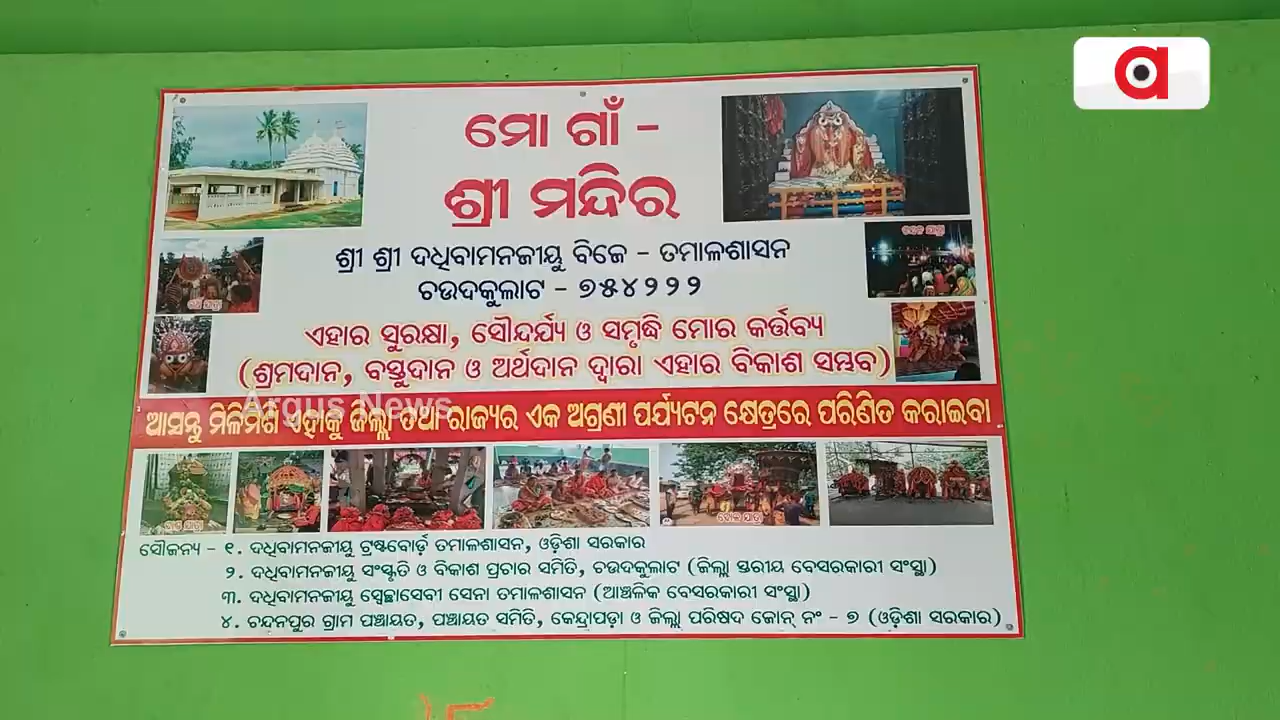 a
ମୋ ଗାଁ -
ଶ୍ରୀ ମନ୍ଦିର
ଶ୍ରୀ ଶ୍ରୀ ଦଧିବାମନଜୀୟୁ ବିଜେ - ତମାଳଶାସନ
ଚଉଦକୁଲାଟ - ୭୫୪୨୨୨
ଏହାର ସୁରକ୍ଷା, ସୌନ୍ଦର୍ଯ୍ୟ ଓ ସମୃଦ୍ଧି ମୋର କର୍ତ୍ତବ୍ୟ
(ଶ୍ରମଦାନ, ବସ୍ତୁଦାନ ଓ ଅର୍ଥଦାନ ଦ୍ୱାରା ଏହାର ବିକାଶ ସମ୍ଭବ)
Argus News
ଆସନ୍ତୁ ମିଳିମିଶି ଏହାକୁ ଜିଲ୍ଲା ତଥା ରାଜ୍ୟର ଏକ ଅଗ୍ରଣୀ ପର୍ଯ୍ୟଟନ କ୍ଷେତ୍ରରେ ପରିଣିତ କରାଇବା
ସୌଜନ୍ୟ - ୧. ଦଧିବାମନଜୀୟୁ ଟ୍ରଷ୍ଟବୋର୍ଡ଼ ତମାଳଶାସନ, ଓଡ଼ିଶା ସରକାର
୨. ଦଧିବାମନଜୀୟୁ ସଂସ୍କୃତି ଓ ବିକାଶ ପ୍ରଚାର ସମିତି, ଚଉଦକୁଲାଟ (ଜିଲ୍ଲା ସ୍ତରୀୟ ବେସରକାରୀ ସଂସ୍ଥା)
୩. ଦଧିବାମନଜୀୟୁ ସ୍ୱେଚ୍ଛାସେବୀ ସେନା ତମାଳଶାସନ (ଆଞ୍ଚଳିକ ବେସରକାରୀ ସଂସ୍ଥା)
୪. ଚନ୍ଦନପୁର ଗ୍ରାମ ପଞ୍ଚାୟତ, ପଞ୍ଚାୟତ ସମିତି, କେନ୍ଦ୍ରାପଡ଼ା ଓ ଜିଲ୍ଲା ପରିଷଦ ଜୋନ୍ ନଂ - ୭ (ଓଡ଼ିଶା ସରକାର)